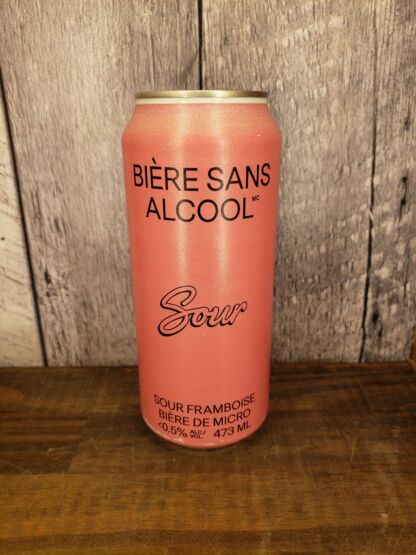 BIÈRE SANS
ALCOOL MC
Sour
SOUR FRAMBOISE
BIÈRE DE MICRO
<0.5% ALC./VOL. 473 ML